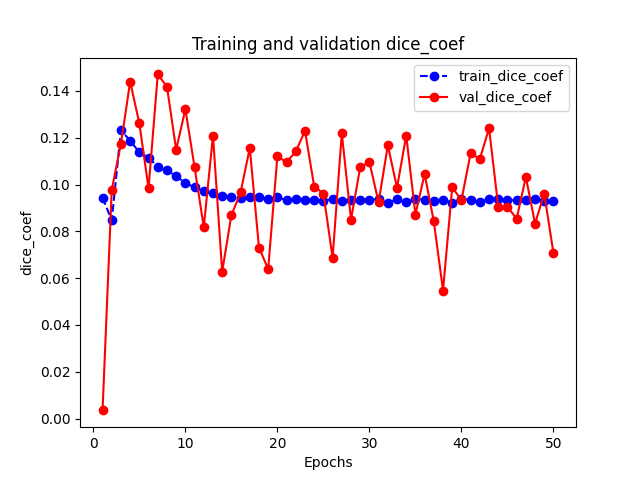 Training and validation dice_coef
train_dice_coef
val_dice_coef
dice_coef
0.14
0.12
0.10
0.08
0.06
0.04
0.02
0.00
0 10 20 30 40 50
Epochs